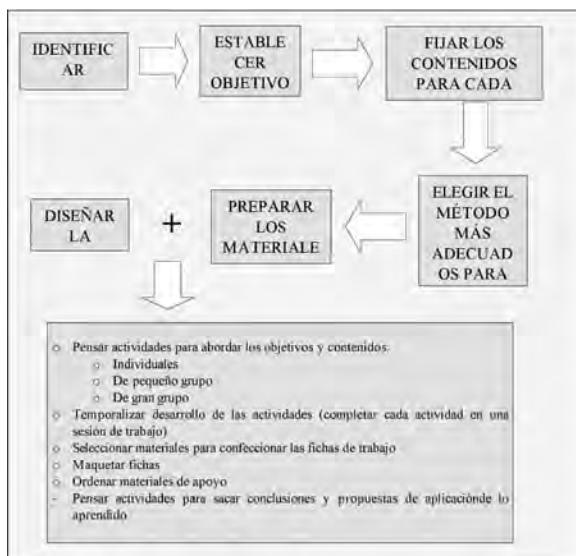 IDENTIFIC
AR
ESTABLE
CER
OBJETIVO
FIJAR LOS
CONTENIDOS
PARA CADA
ELEGIR EL
MÉTODO
MÁS
ADECUAD
OS PARA
PREPARAR
LOS
MATERIALE
+
DISEÑAR
LA
o Pensar actividades para abordar los objetivos y contenidos:
o Individuales
o De pequeño grupo
o De gran grupo
o Temporalizar desarrollo de las actividades (completar cada actividad en una
sesión de trabajo)
o Seleccionar materiales para confeccionar las fichas de trabajo
o Maquetar fichas
o Ordenar materiales de apoyo
- Pensar actividades para sacar conclusiones y propuestas de aplicaciónde lo
aprendido